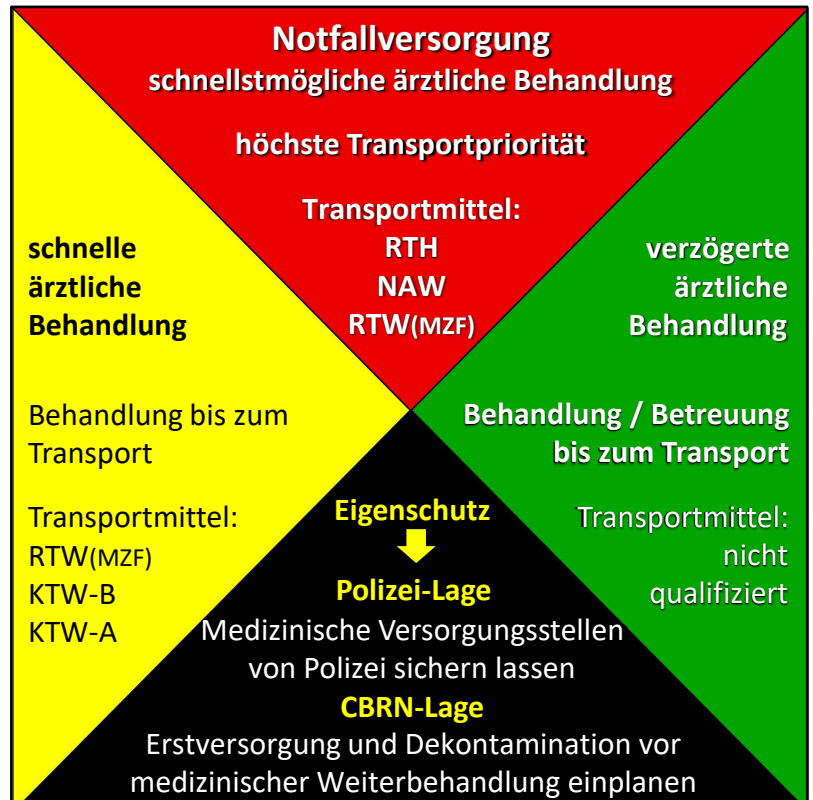 Notfallversorgung
schnellstmögliche ärztliche Behandlung
höchste Transportpriorität
Transportmittel:
RTH
NAW
RTW(MZF)
schnelle
ärztliche
Behandlung
Behandlung bis zum
Transport
Transportmittel:
RTW(MZF)
KTW-B
KTW-A
verzögerte
ärztliche
Behandlung
Behandlung / Betreuung
bis zum Transport
Transportmittel:
nicht
qualifiziert
Eigenschutz
Polizei-Lage
Medizinische Versorgungsstellen
von Polizei sichern lassen
CBRN-Lage
Erstversorgung und Dekontamination vor
medizinischer Weiterbehandlung einplanen